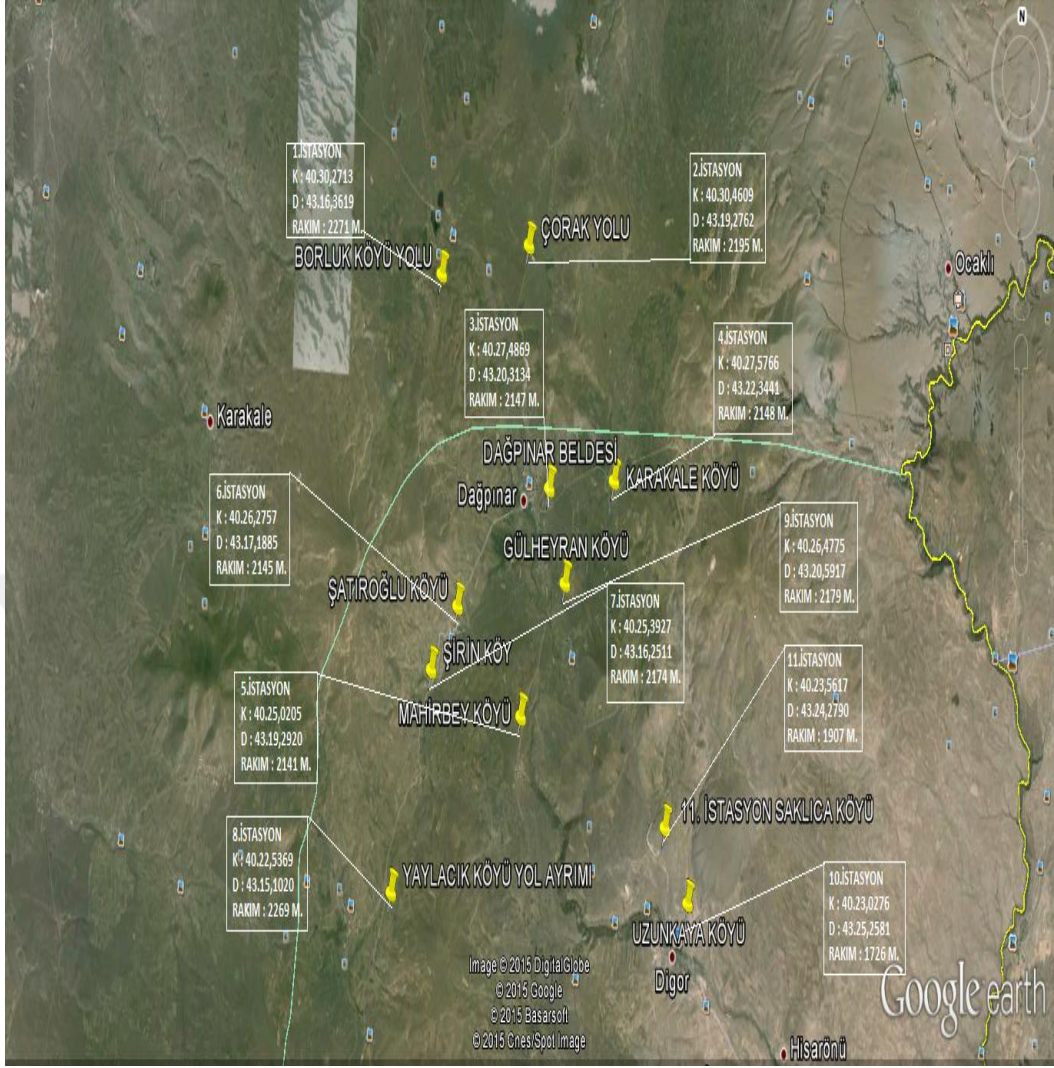 N
1.İSTASYON
K : 40.30,2713
D : 43.16,3619
RAKIM : 2271 M.
BORLUK KÖYÜ YOLU
ÇORAK YOLU
2.İSTASYON
K : 40.30,4609
D : 43.19,2762
RAKIM : 2195 M.
Ocaklı
3.İSTASYON
K : 40.27,4869
D : 43.20,3134
RAKIM : 2147 M.
4.İSTASYON
K : 40.27,5766
D : 43.22,3441
RAKIM : 2148 M.
Karakale
DAĞPINAR BELDESİ
Dağpınar
KARAKALE KÖYÜ
6.İSTASYON
K : 40.26,2757
D : 43.17,1885
RAKIM : 2145 M.
GÜLHEYRAN KÖYÜ
9.İSTASYON
K : 40.26,4775
D : 43.20,5917
RAKIM : 2179 M.
ŞATIROĞLU KÖYÜ
7.İSTASYON
K : 40.25,3927
D : 43.16,2511
RAKIM : 2174 M.
ŞİRİN KÖY
11.İSTASYON
K : 40.23,5617
D : 43.24,2790
RAKIM : 1907 M.
5.İSTASYON
K : 40.25,0205
D : 43.19,2920
RAKIM : 2141 M.
MAHİRBEY KÖYÜ
11. İSTASYON SAKLICA KÖYÜ
8.İSTASYON
K : 40.22,5369
D : 43.15,1020
RAKIM : 2269 M.
YAYLACIK KÖYÜ YOL AYRIMI
10.İSTASYON
K : 40.23,0276
D : 43.25,2581
RAKIM : 1726 M.
UZUNKAYA KÖYÜ
Digor
Image © 2015 DigitalGlobe
© 2015 Google
© 2015 Basarsoft
© 2015 Cnes/Spot Image
Google earth
Hisarönü